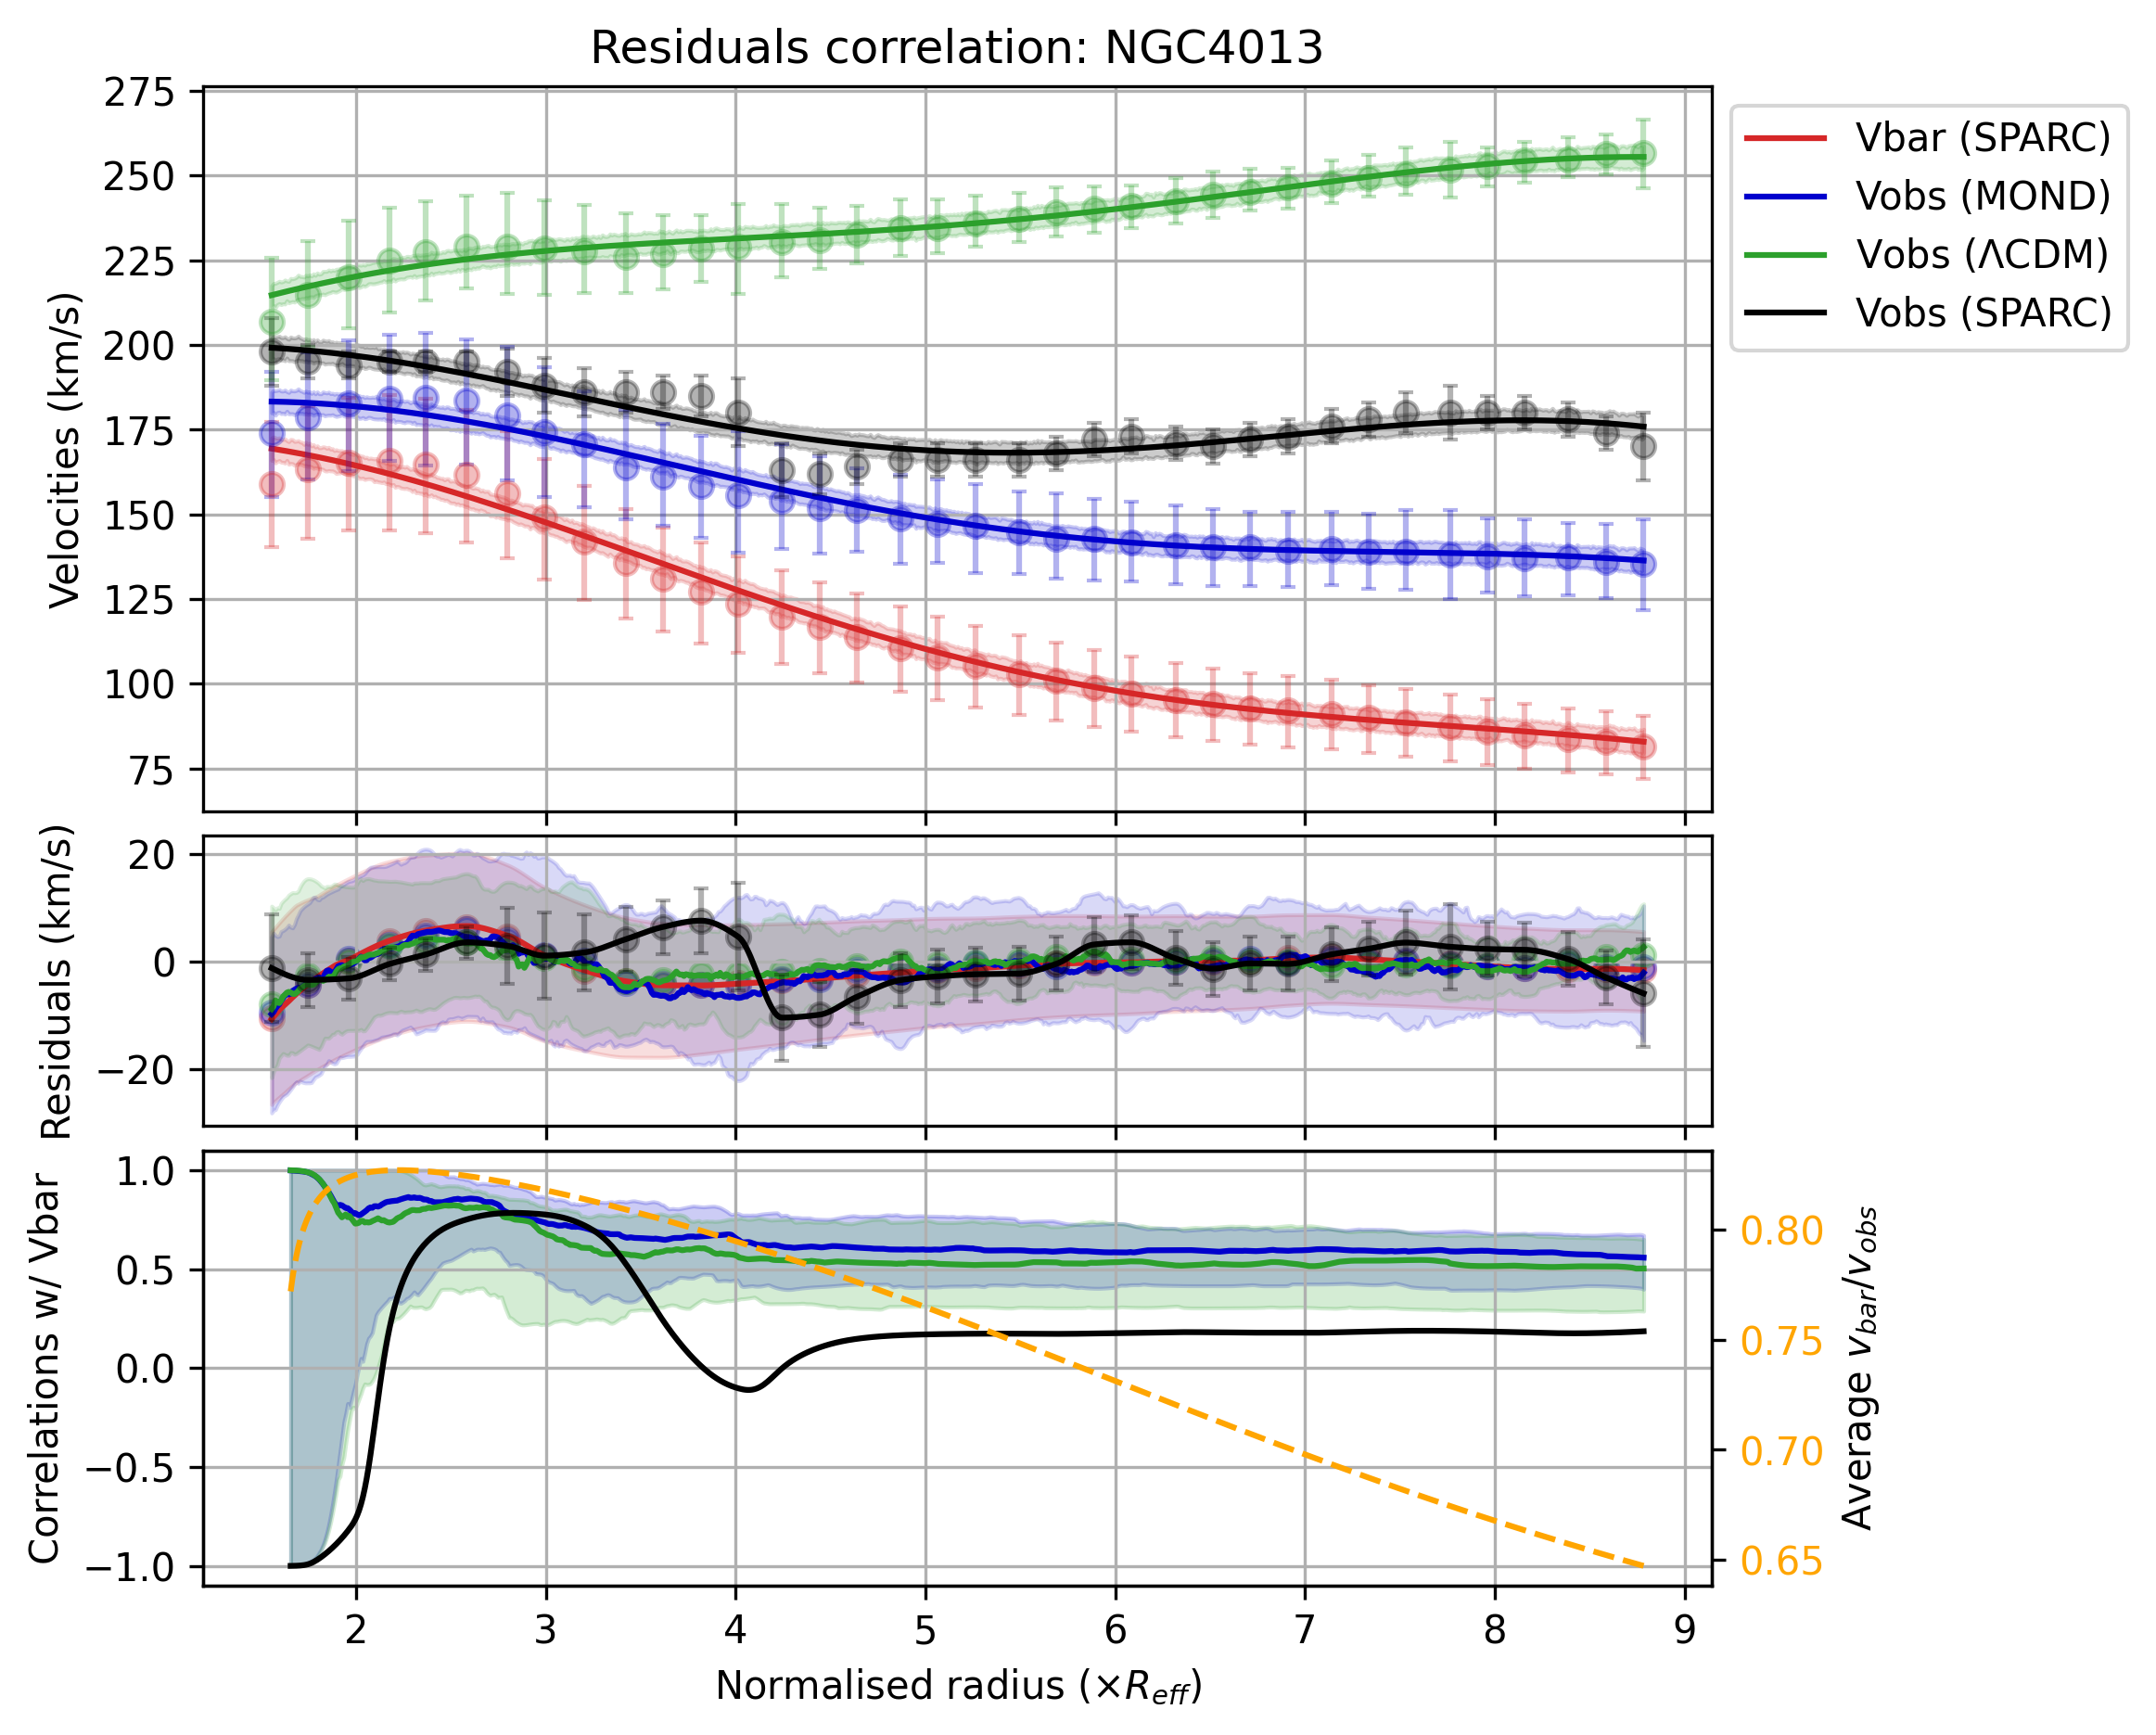 Residuals correlation: NGC4013
275
250
225
200
175
150
125
100
75
Velocities (km/s)
Vbar (SPARC)
Vobs (MOND)
Vobs (ΛCDM)
Vobs (SPARC)
20
0
−20
Residuals (km/s)
1.0
0.5
0.0
−0.5
−1.0
Correlations w/ Vbar
0.80
0.75
0.70
0.65
Average v_bar/v_obs
2 3 4 5 6 7 8 9
Normalised radius (×R_eff)